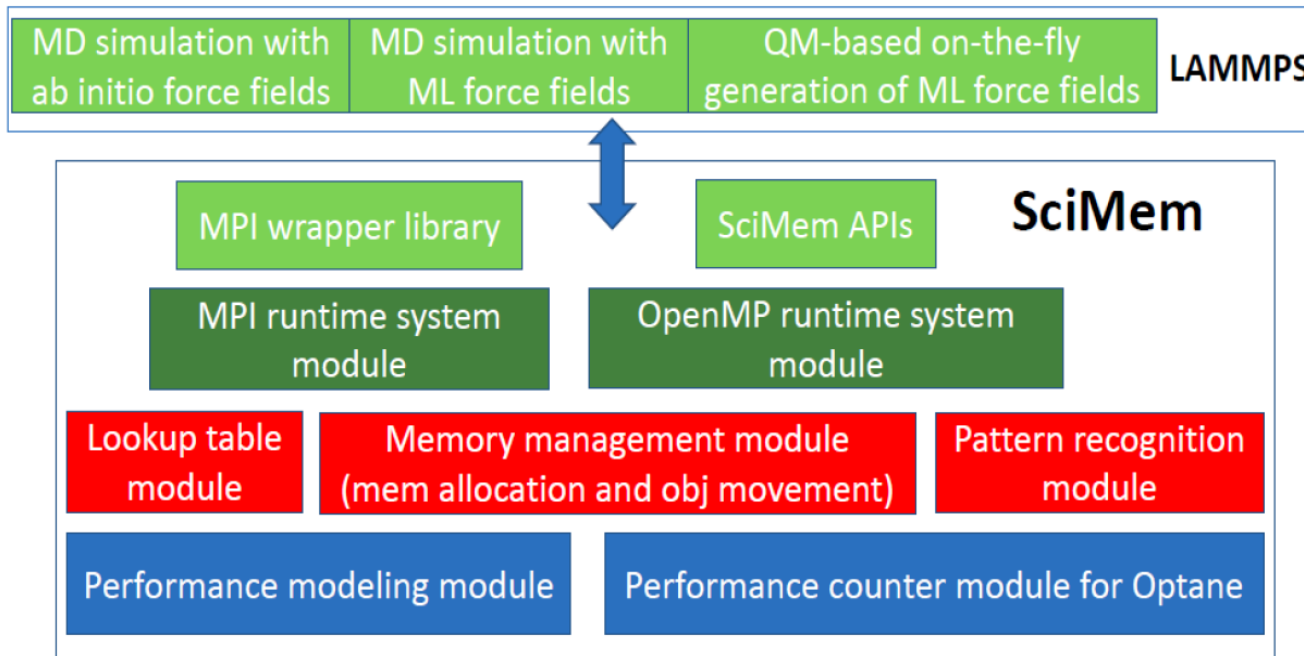 MD simulation with
ab initio force fields
MD simulation with
ML force fields
QM-based on-the-fly
generation of ML force fields
LAMMPS
MPI wrapper library
SciMem APIs
SciMem
MPI runtime system
module
OpenMP runtime system
module
Lookup table
module
Memory management module
(mem allocation and obj movement)
Pattern recognition
module
Performance modeling module
Performance counter module for Optane